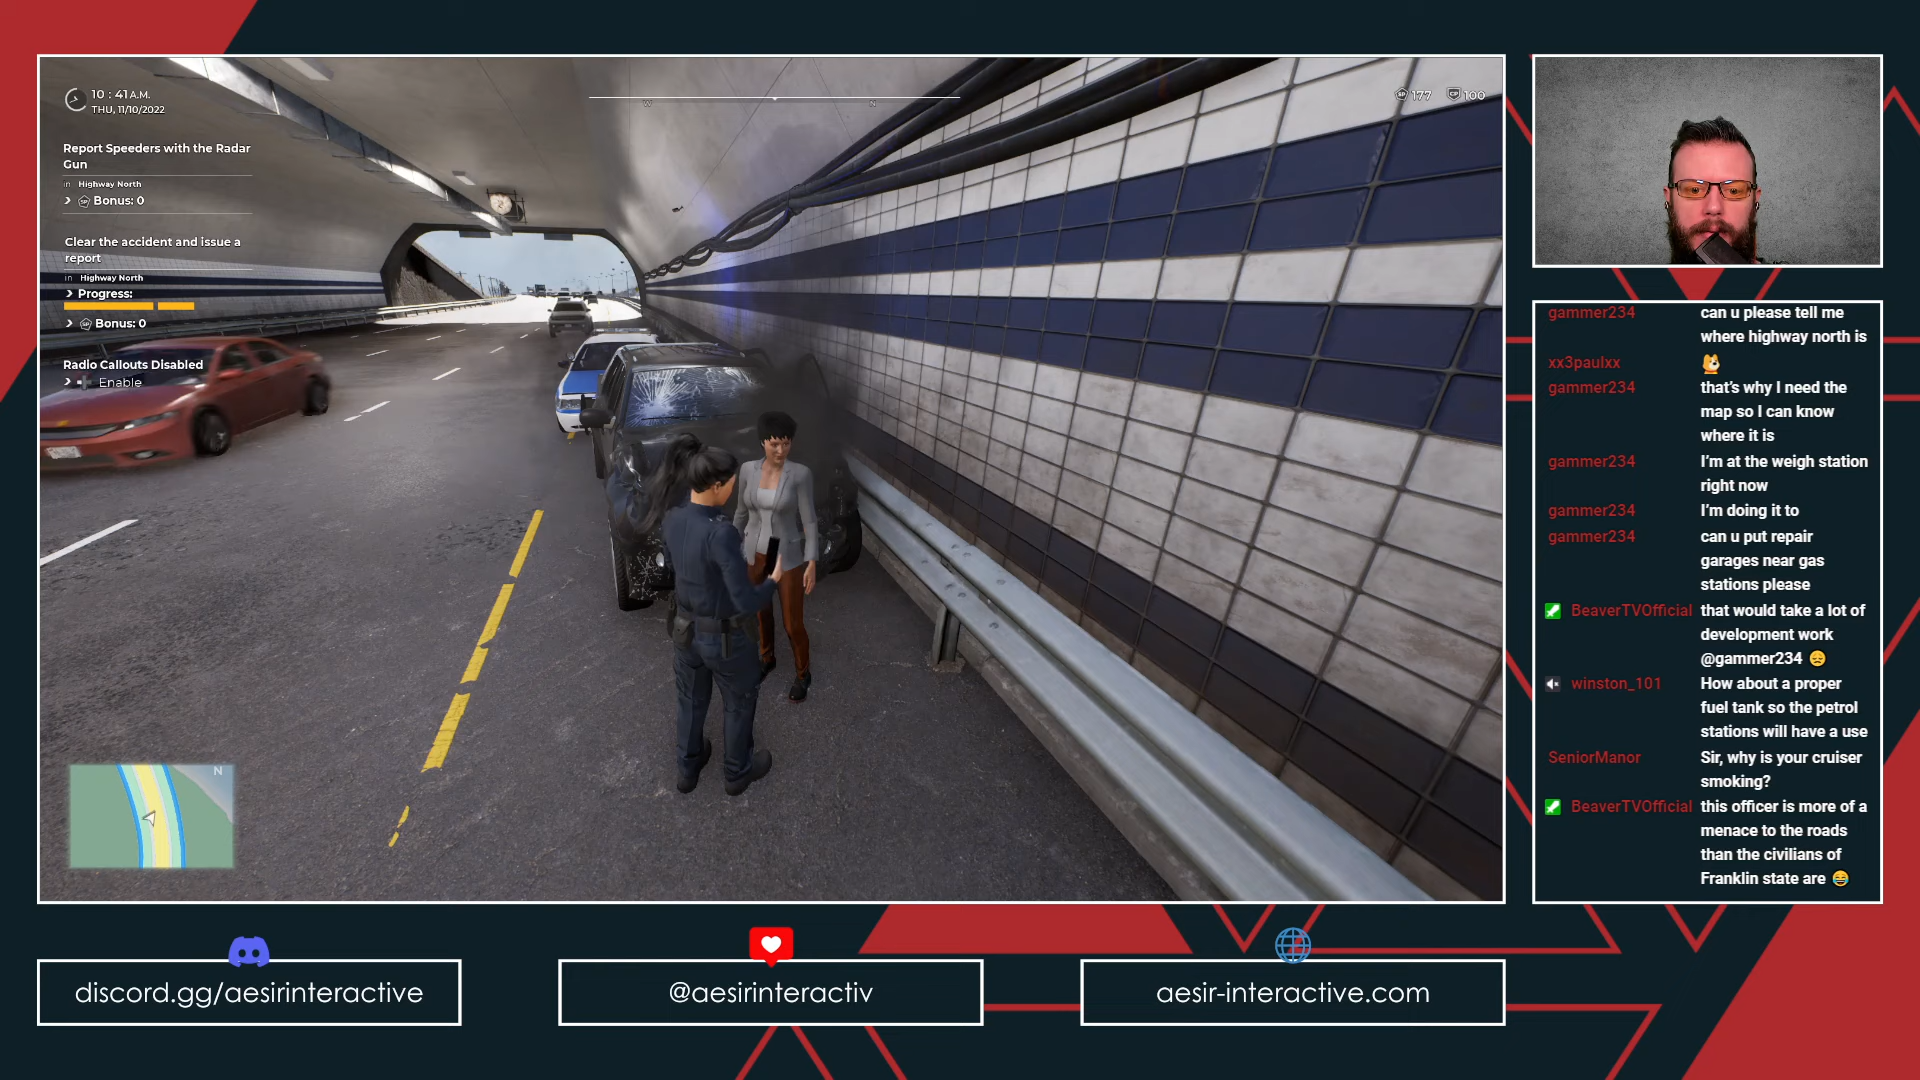 10 : 41 A.M.
THU, 11/10/2022
W
N
177
100
Report Speeders with the Radar
Gun
in Highway North
Bonus: 0
Clear the accident and issue a
report
in Highway North
Progress:
Bonus: 0
Radio Callouts Disabled
Enable
N
gammer234 can u please tell me
where highway north is
xx3paulxx
gammer234 that’s why I need the
map so I can know
where it is
gammer234 I’m at the weigh station
right now
gammer234 I’m doing it to
gammer234 can u put repair
garages near gas
stations please
BeaverTVOfficial that would take a lot of
development work
@gammer234 😞
winston_101 How about a proper
fuel tank so the petrol
stations will have a use
SeniorManor Sir, why is your cruiser
smoking?
BeaverTVOfficial this officer is more of a
menace to the roads
than the civilians of
Franklin state are 😄
discord.gg/aesirinteractive
@aesirinteractiv
aesir-interactive.com